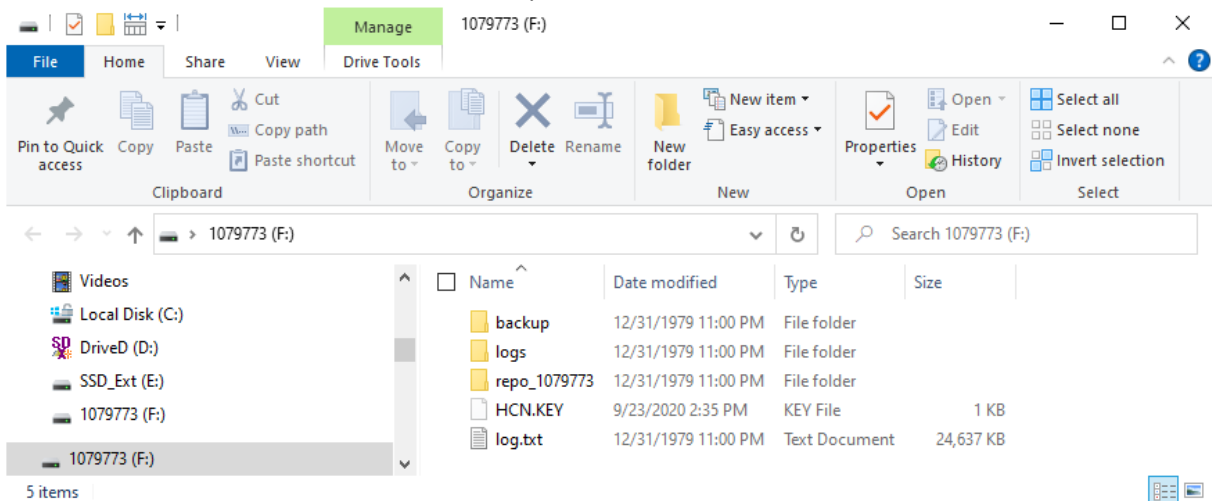 Manage 1079773 (F:)
File Home Share View Drive Tools
Pin to Quick access
Copy
Paste
Cut
Copy path
Paste shortcut
Clipboard
Move to
Copy to
Delete
Rename
Organize
New folder
New item
Easy access
New
Properties
Open
Edit
History
Open
Select all
Select none
Invert selection
Select
1079773 (F:)
Search 1079773 (F:)
Videos
Local Disk (C:)
DriveD (D:)
SSD_Ext (E:)
1079773 (F:)
1079773 (F:)
Name Date modified Type Size
backup 12/31/1979 11:00 PM File folder
logs 12/31/1979 11:00 PM File folder
repo_1079773 12/31/1979 11:00 PM File folder
HCN.KEY 9/23/2020 2:35 PM KEY File 1 KB
log.txt 12/31/1979 11:00 PM Text Document 24,637 KB
5 items